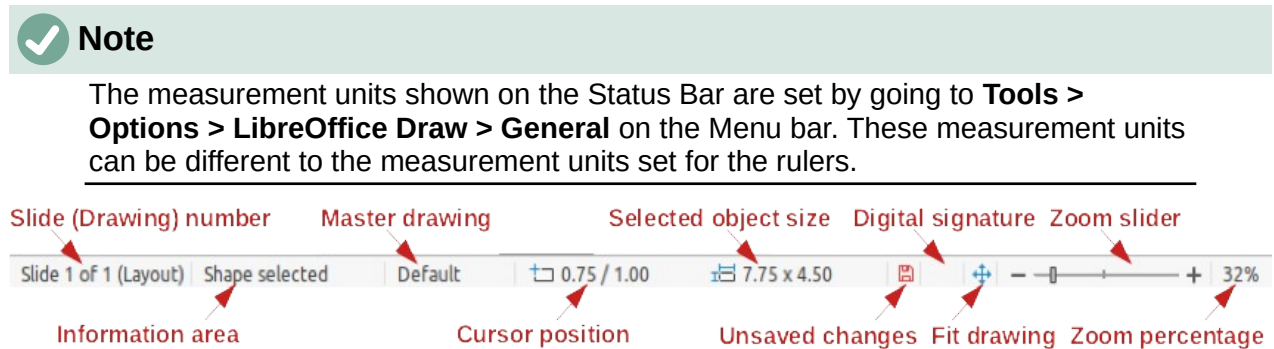 Note
The measurement units shown on the Status Bar are set by going to Tools >
Options > LibreOffice Draw > General on the Menu bar. These measurement units
can be different to the measurement units set for the rulers.
Slide (Drawing) number Master drawing Selected object size Digital signature Zoom slider
Slide 1 of 1 (Layout) Shape selected Default 0.75 / 1.00 7.75 x 4.50 − + 32%
Information area Cursor position Unsaved changes Fit drawing Zoom percentage